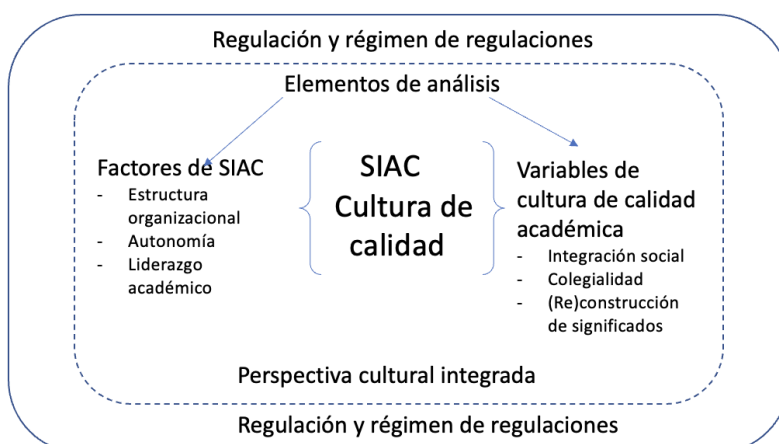 Regulación y régimen de regulaciones
Elementos de análisis
Factores de SIAC
- Estructura
organizacional
- Autonomía
- Liderazgo
académico
SIAC
Cultura de
calidad
Variables de
cultura de calidad
académica
- Integración social
- Colegialidad
- (Re)construcción
de significados
Perspectiva cultural integrada
Regulación y régimen de regulaciones